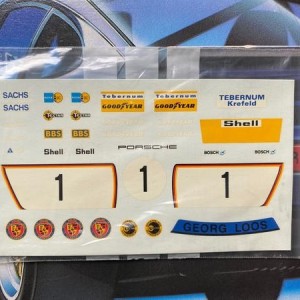 SACHS
SACHS
Tebernum
GOODYEAR
Tebernum
GOODYEAR
TEBERNUM
Krefeld
BBS
BBS
Shell
Shell
Shell
PORSCHE
BOSCH
BOSCH
1
1
1
GEORG LOOS